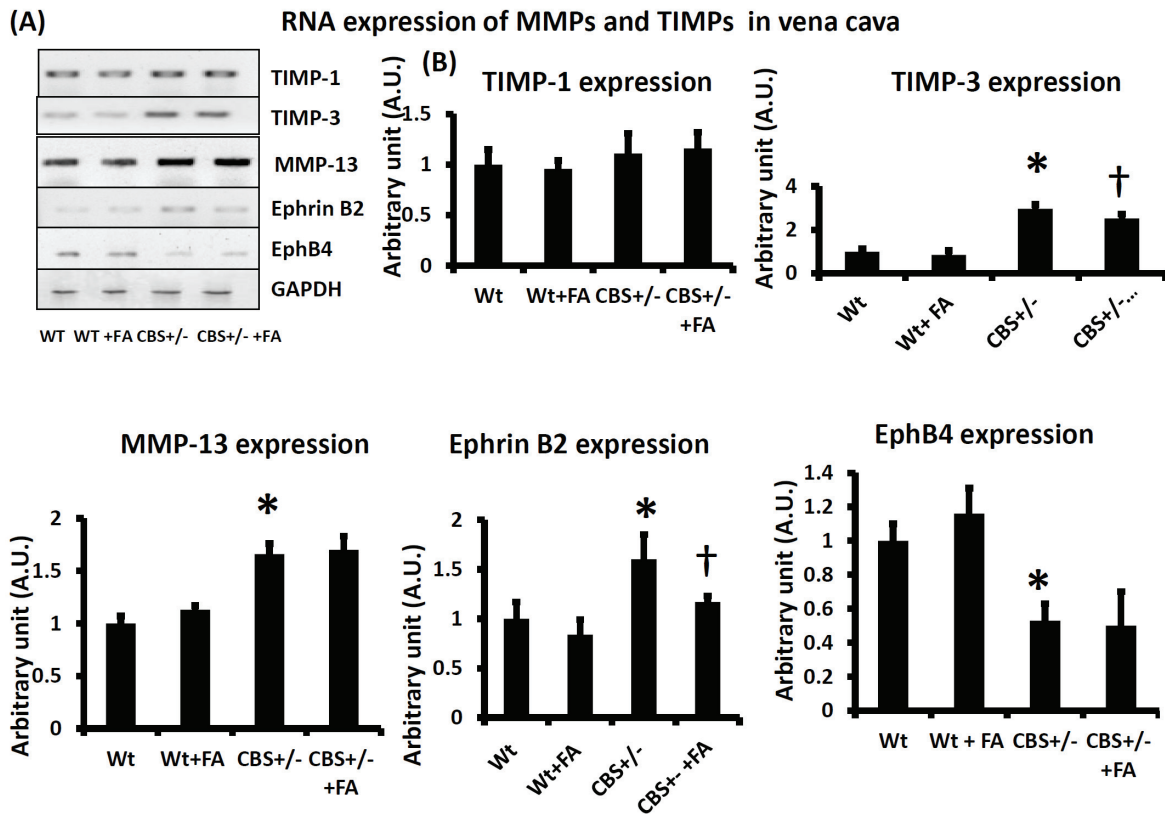 (A)
RNA expression of MMPs and TIMPs in vena cava
TIMP-1
TIMP-3
MMP-13
Ephrin B2
EphB4
GAPDH
WT WT +FA CBS+/- CBS+/- +FA
(B)
TIMP-1 expression
Arbitrary unit (A.U.)
1.5
1
0.5
0
Wt Wt+FA CBS+/- CBS+/-
+FA
TIMP-3 expression
Arbitrary unit (A.U.)
4
2
0
*
†
Wt
Wt+ FA
CBS+/-
CBS+/-...
MMP-13 expression
Arbitrary unit (A.U.)
2
1.5
1
0.5
0
*
Wt Wt+FA CBS+/- CBS+/-
+FA
Ephrin B2 expression
Arbitrary unit (A.U.)
2
1.5
1
0.5
0
*
†
Wt
Wt+FA
CBS+/-
CBS+- +FA
EphB4 expression
Arbitrary unit (A.U.)
1.4
1.2
1
0.8
0.6
0.4
0.2
0
*
Wt Wt + FA CBS+/- CBS+/-
+FA